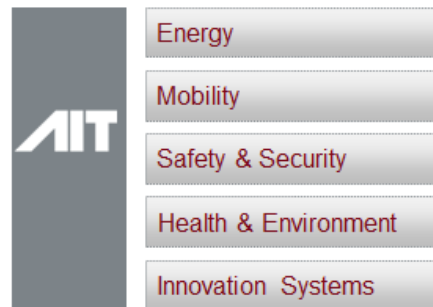 AIT
Energy
Mobility
Safety & Security
Health & Environment
Innovation Systems